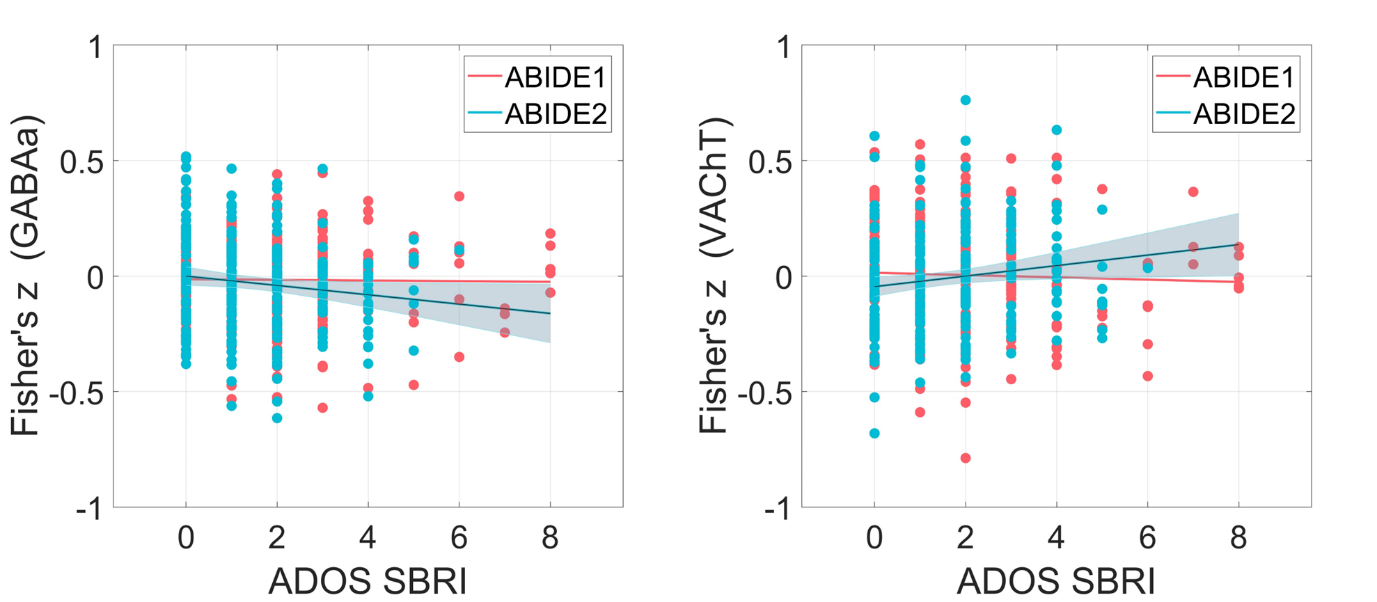 1
0.5
0
-0.5
-1
Fisher's z (GABAAa)
ABIDE1
ABIDE2
0
2
4
6
8
ADOS SBRI
1
0.5
0
-0.5
-1
Fisher's z (VAChT)
ABIDE1
ABIDE2
0
2
4
6
8
ADOS SBRI